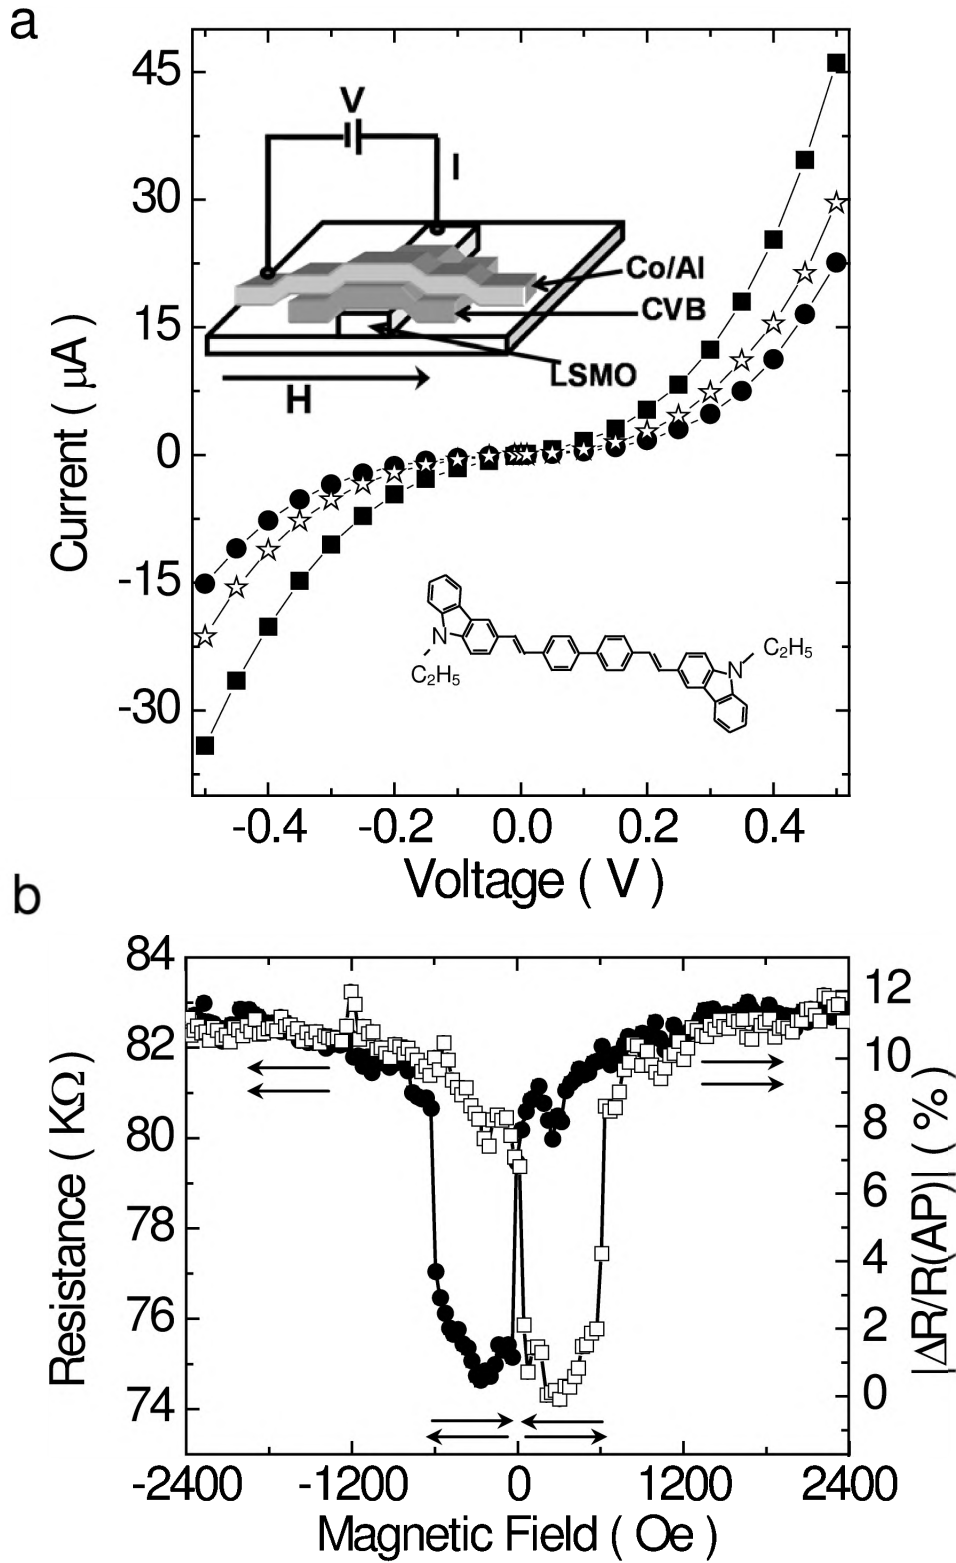 a
45
30
15
0
-15
-30
Current ( μA )
V
I
Co/Al
CVB
LSMO
H
N
C2H5
N
C2H5
-0.4 -0.2 0.0 0.2 0.4
Voltage ( V )
b
84
82
80
78
76
74
Resistance ( KΩ )
12
10
8
6
4
2
0
|ΔR/R(AP)| ( % )
-2400 -1200 0 1200 2400
Magnetic Field ( Oe )